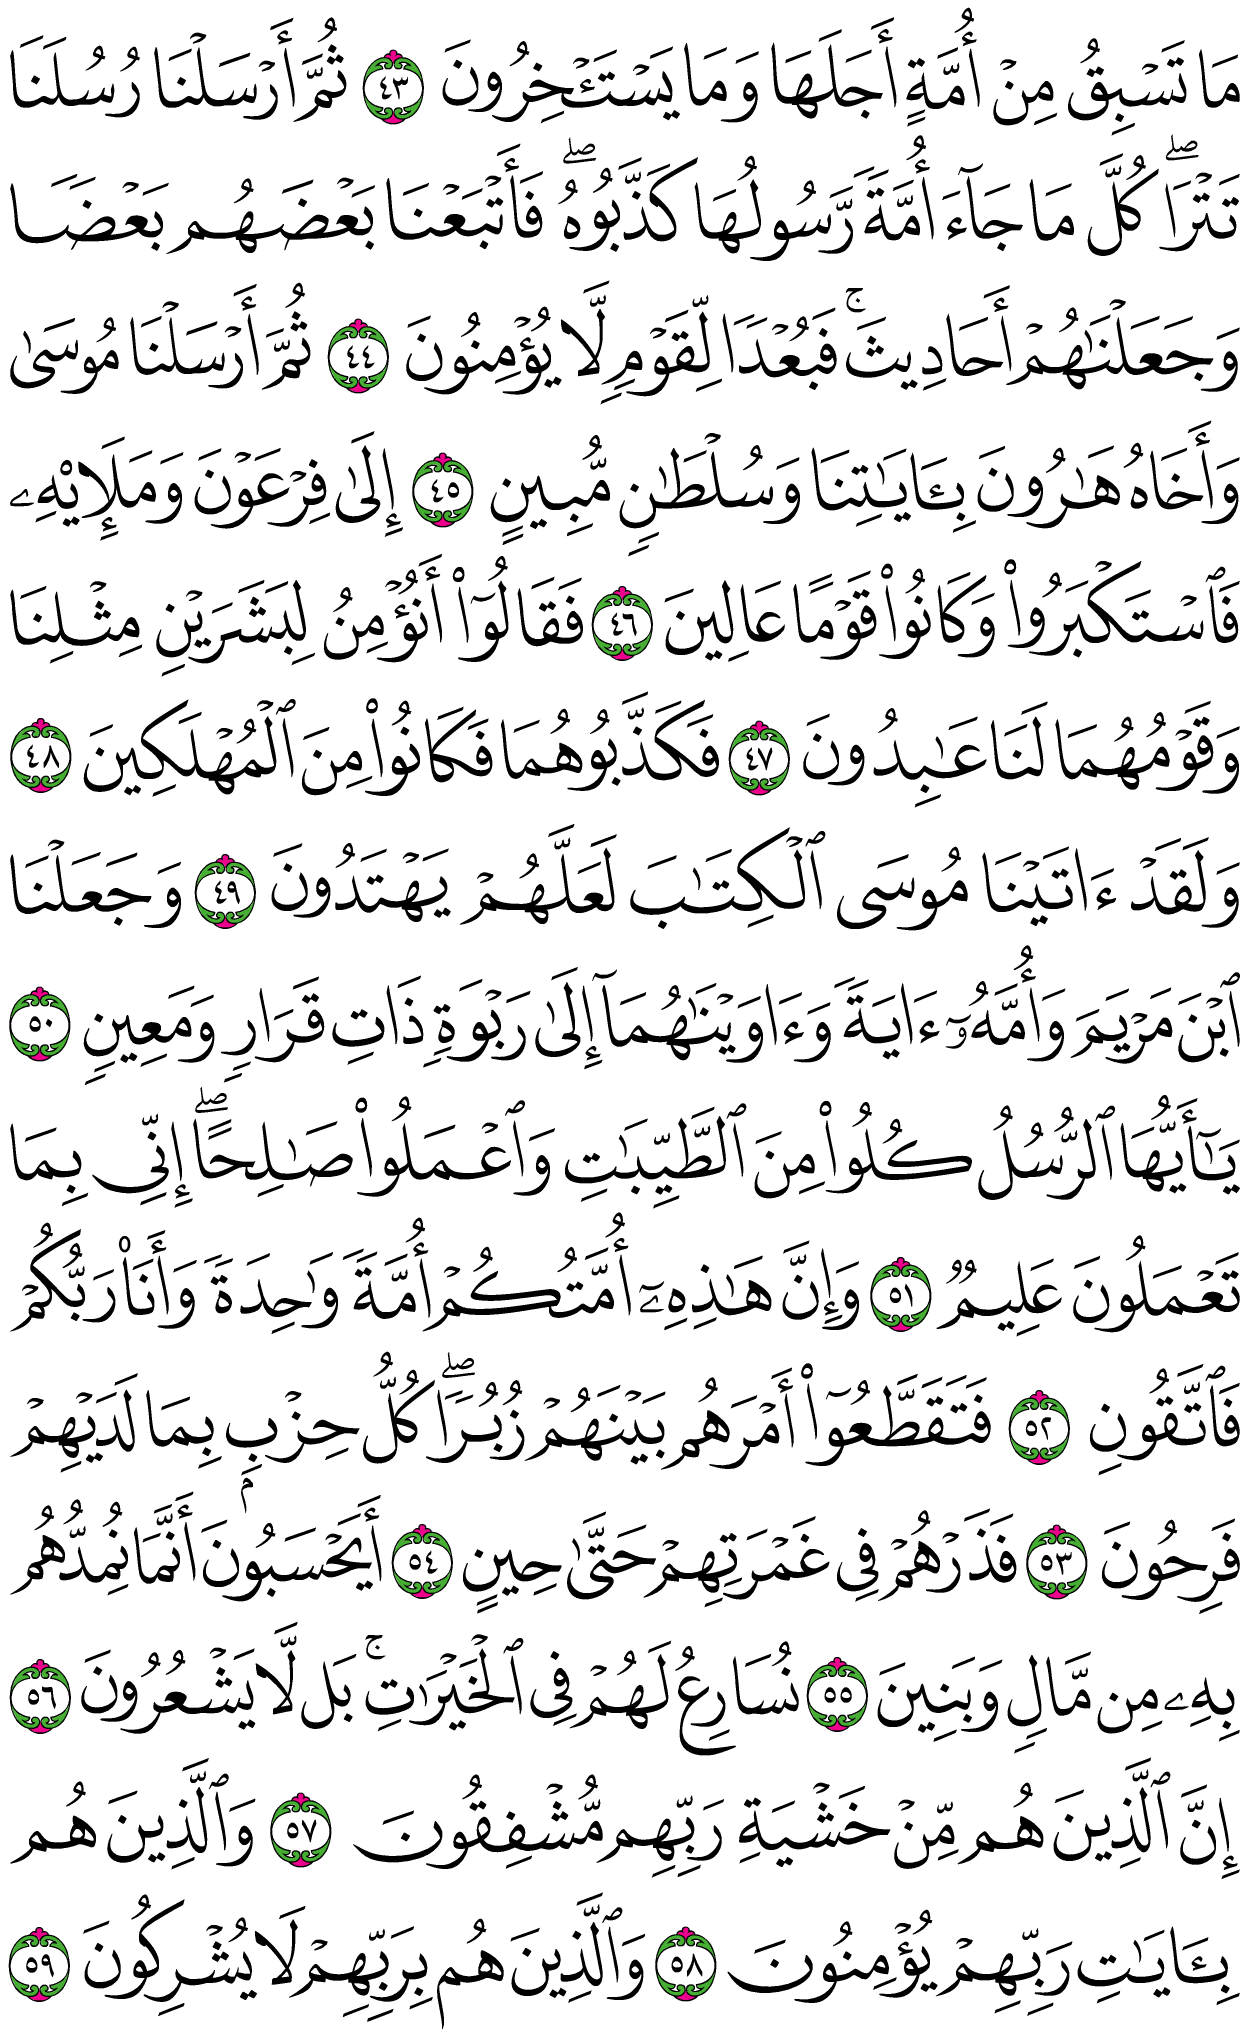 مَا تَسْبِقُ مِنْ أُمَّةٍ أَجَلَهَا وَمَا يَسْتَـْٔخِرُونَ ٤٣ ثُمَّ أَرْسَلْنَا رُسُلَنَا
تَتْرَا ۖ كُلَّ مَا جَآءَ أُمَّةً رَّسُولُهَا كَذَّبُوهُ ۖ فَأَتْبَعْنَا بَعْضَهُم بَعْضًا
وَجَعَلْنَٰهُمْ أَحَادِيثَ ۚ فَبُعْدًا لِّقَوْمٍ لَّا يُؤْمِنُونَ ٤٤ ثُمَّ أَرْسَلْنَا مُوسَىٰ
وَأَخَاهُ هَٰرُونَ بِـَٔايَٰتِنَا وَسُلْطَٰنٍ مُّبِينٍ ٤٥ إِلَىٰ فِرْعَوْنَ وَمَلَإِيْهِۦ
فَٱسْتَكْبَرُوا۟ وَكَانُوا۟ قَوْمًا عَالِينَ ٤٦ فَقَالُوٓا۟ أَنُؤْمِنُ لِبَشَرَيْنِ مِثْلِنَا
وَقَوْمُهُمَا لَنَا عَٰبِدُونَ ٤٧ فَكَذَّبُوهُمَا فَكَانُوا۟ مِنَ ٱلْمُهْلَكِينَ ٤٨
وَلَقَدْ ءَاتَيْنَا مُوسَى ٱلْكِتَٰبَ لَعَلَّهُمْ يَهْتَدُونَ ٤٩ وَجَعَلْنَا
ٱبْنَ مَرْيَمَ وَأُمَّهُۥٓ ءَايَةً وَءَاوَيْنَٰهُمَآ إِلَىٰ رَبْوَةٍ ذَاتِ قَرَارٍ وَمَعِينٍ ٥٠
يَٰٓأَيُّهَا ٱلرُّسُلُ كُلُوا۟ مِنَ ٱلطَّيِّبَٰتِ وَٱعْمَلُوا۟ صَٰلِحًا ۖ إِنِّى بِمَا
تَعْمَلُونَ عَلِيمٌ ٥١ وَإِنَّ هَٰذِهِۦٓ أُمَّتُكُمْ أُمَّةً وَٰحِدَةً وَأَنَا۠ رَبُّكُمْ
فَٱتَّقُونِ ٥٢ فَتَقَطَّعُوٓا۟ أَمْرَهُم بَيْنَهُمْ زُبُرًا ۖ كُلُّ حِزْبٍۭ بِمَا لَدَيْهِمْ
فَرِحُونَ ٥٣ فَذَرْهُمْ فِى غَمْرَتِهِمْ حَتَّىٰ حِينٍ ٥٤ أَيَحْسَبُونَ أَنَّمَا نُمِدُّهُم
بِهِۦ مِن مَّالٍ وَبَنِينَ ٥٥ نُسَارِعُ لَهُمْ فِى ٱلْخَيْرَٰتِ ۚ بَل لَّا يَشْعُرُونَ ٥٦
إِنَّ ٱلَّذِينَ هُم مِّنْ خَشْيَةِ رَبِّهِم مُّشْفِقُونَ ٥٧ وَٱلَّذِينَ هُم
بِـَٔايَٰتِ رَبِّهِمْ يُؤْمِنُونَ ٥٨ وَٱلَّذِينَ هُم بِرَبِّهِمْ لَا يُشْرِكُونَ ٥٩